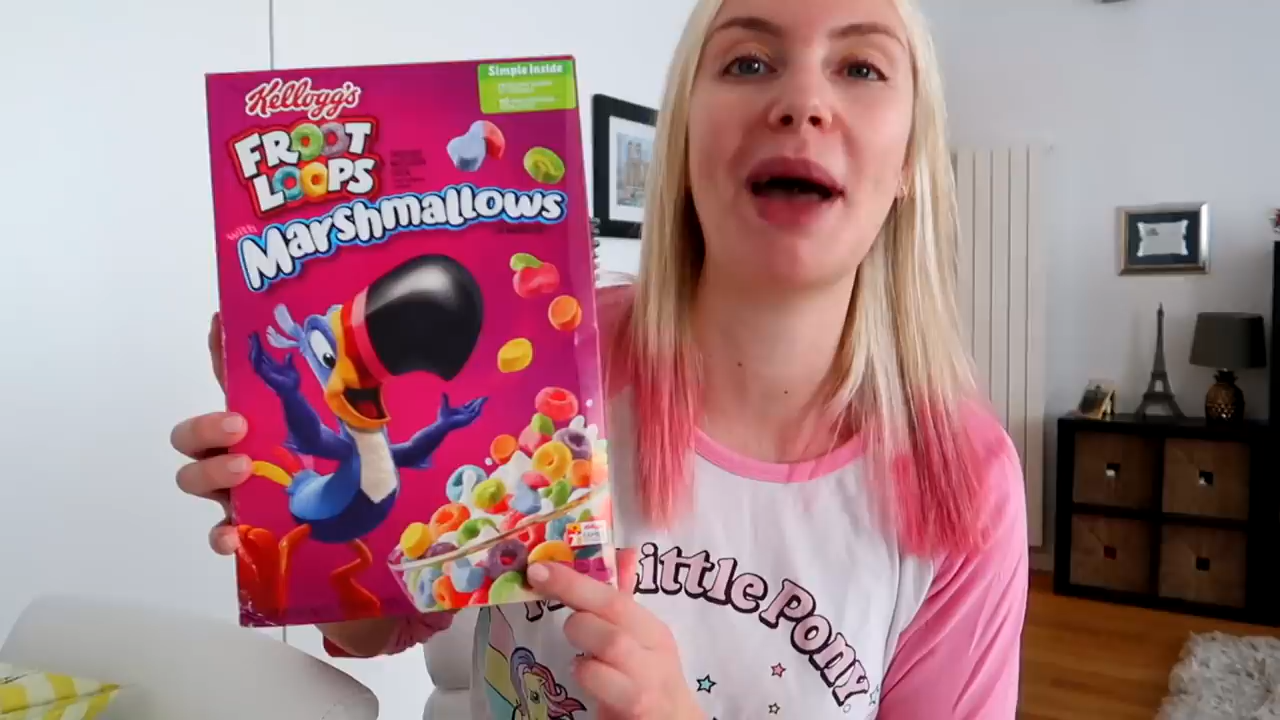 Kellogg's
Simple Inside
FROOT
LOOPS
with
Marshmallows
Little Pony